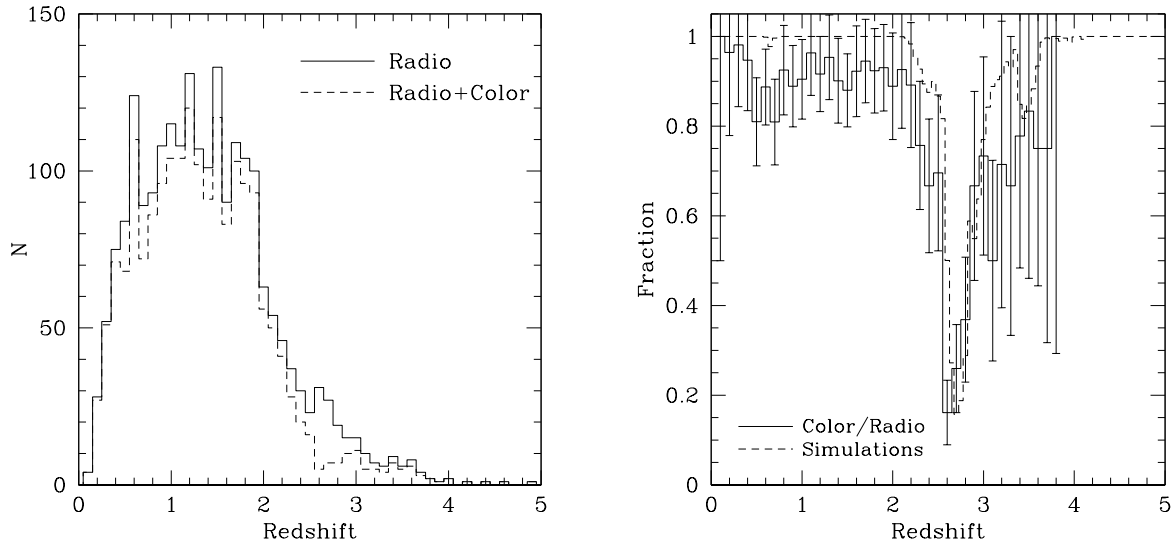 150
100
50
0
N
Radio
Radio+Color
0 1 2 3 4 5
Redshift
1
0.8
0.6
0.4
0.2
0
Fraction
Color/Radio
Simulations
0 1 2 3 4 5
Redshift